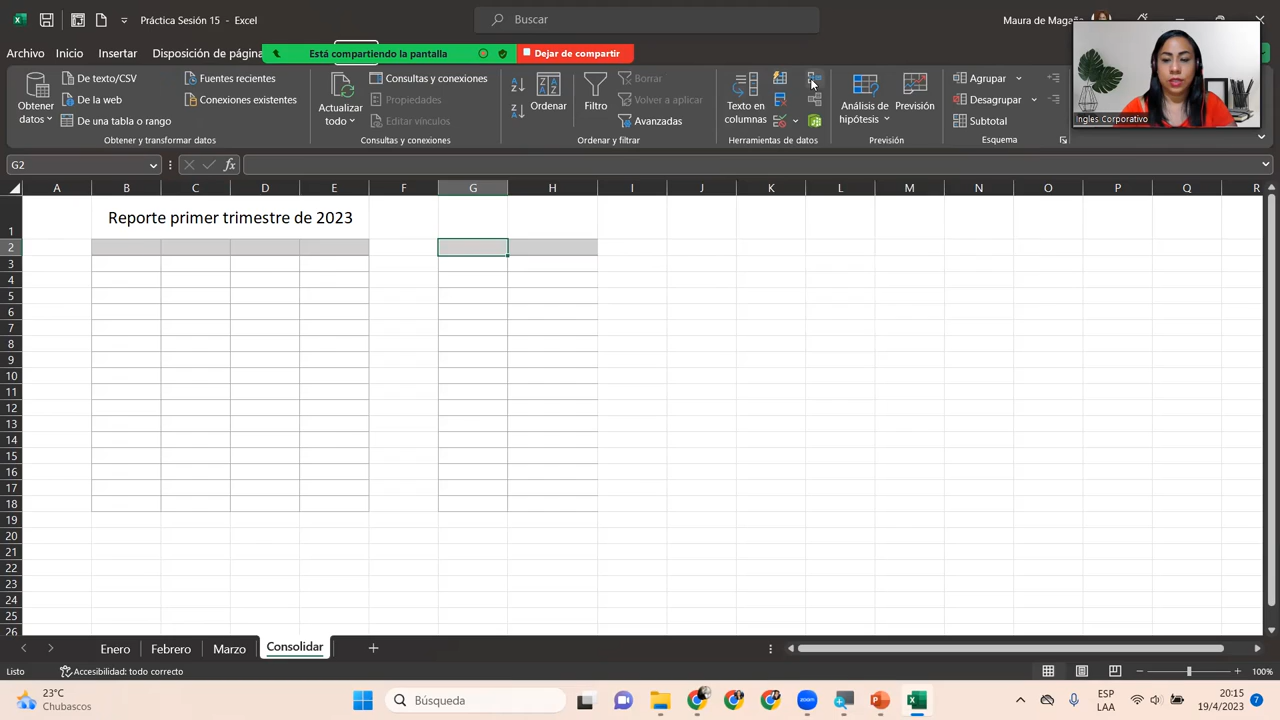 Práctica Sesión 15 - Excel
Buscar
Maura de Magaña
Archivo
Inicio
Insertar
Disposición de página
Está compartiendo la pantalla
Dejar de compartir
Obtener datos
De texto/CSV
De la web
De una tabla o rango
Fuentes recientes
Conexiones existentes
Obtener y transformar datos
Actualizar todo
Consultas y conexiones
Propiedades
Editar vínculos
Consultas y conexiones
Ordenar
Filtro
Borrar
Volver a aplicar
Avanzadas
Ordenar y filtrar
Texto en columnas
Herramientas de datos
Análisis de hipótesis
Previsión
Previsión
Agrupar
Desagrupar
Subtotal
Esquema
Ingles Corporativo
G2
fx
A B C D E F G H I J K L M N O P Q R
1
Reporte primer trimestre de 2023
2
3
4
5
6
7
8
9
10
11
12
13
14
15
16
17
18
19
20
21
22
23
24
25
26
Enero
Febrero
Marzo
Consolidar
Listo
Accesibilidad: todo correcto
100%
23°C
Chubascos
Búsqueda
ESP
LAA
20:15
19/4/2023
7